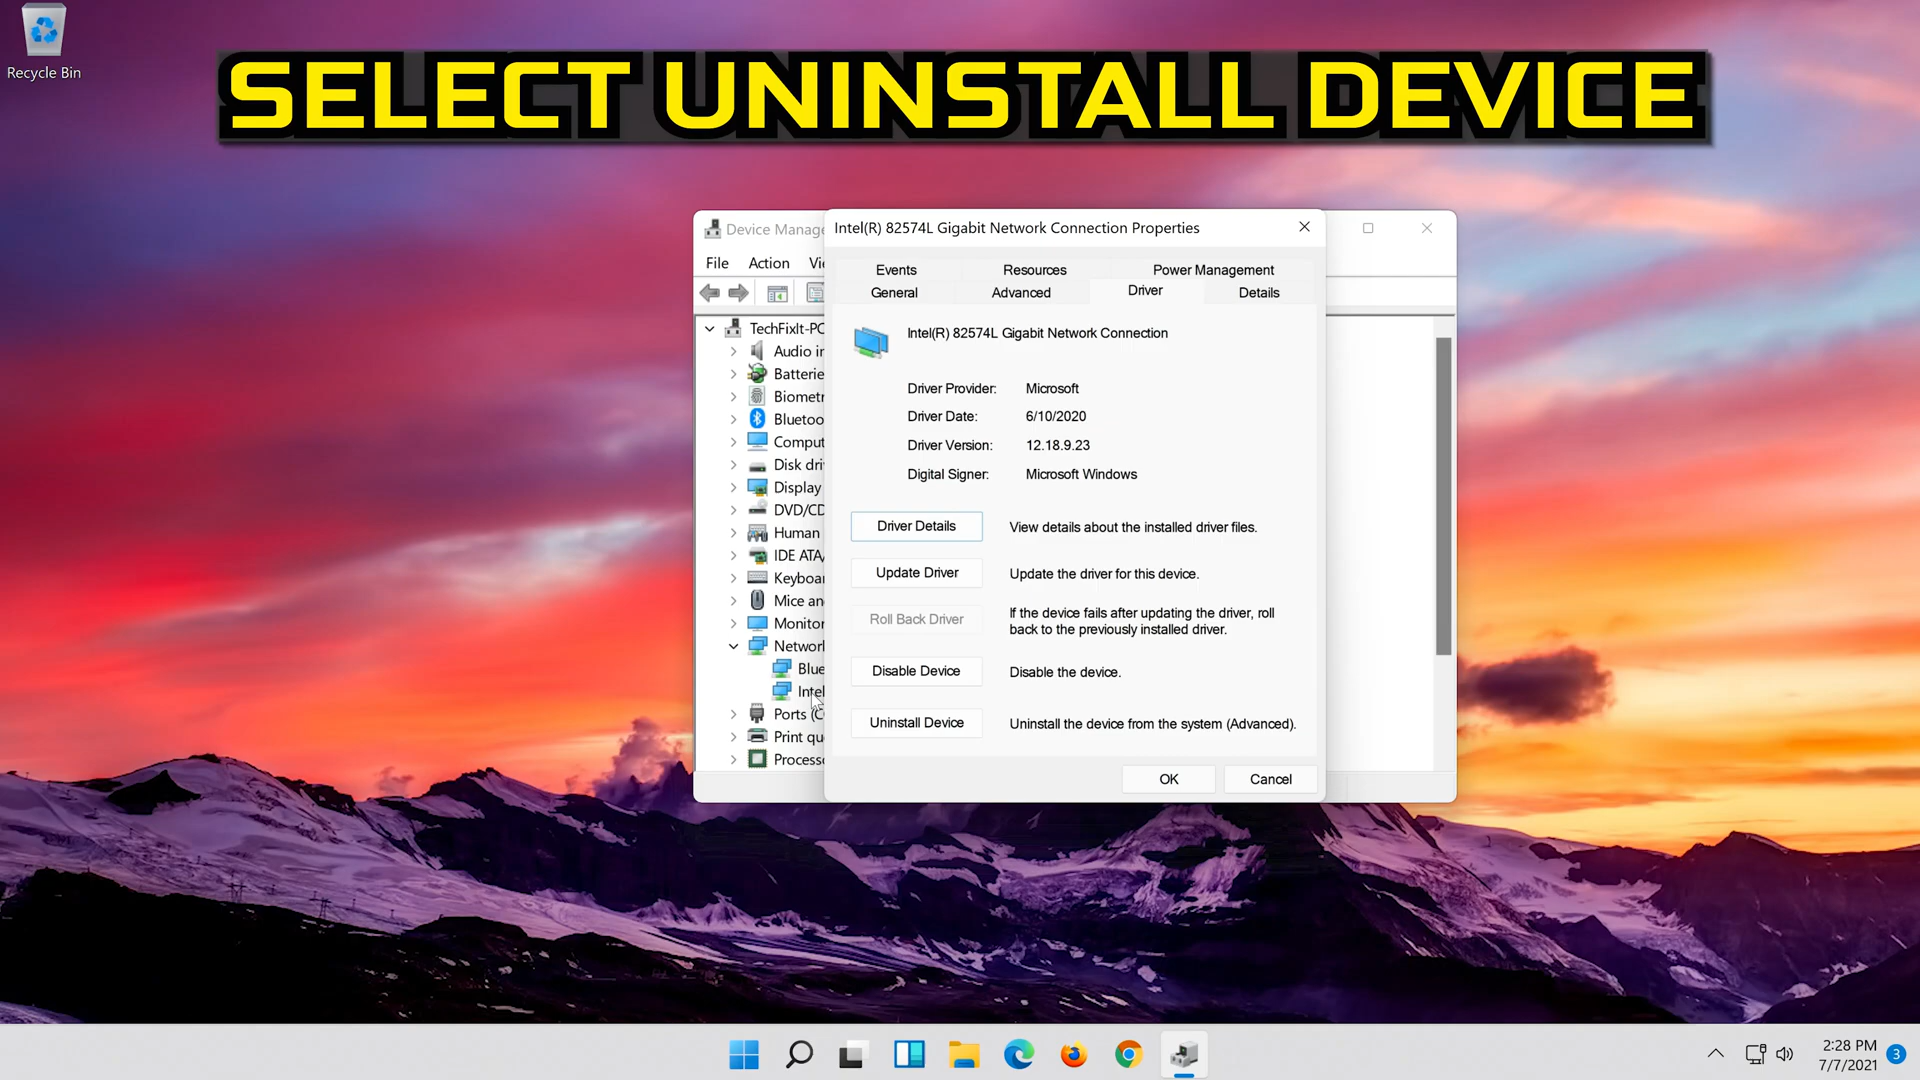 Recycle Bin
SELECT UNINSTALL DEVICE
Device Manage
Intel(R) 82574L Gigabit Network Connection Properties
File Action Vi
Events Resources Power Management
General Advanced Driver Details
TechFixIt-PC
Audio in
Batterie
Biometr
Bluetoo
Comput
Disk dri
Display
DVD/CD
Human
IDE ATA/
Keyboar
Mice an
Monitor
Network
Blue
Intel
Ports (C
Print qu
Processo
Intel(R) 82574L Gigabit Network Connection
Driver Provider: Microsoft
Driver Date: 6/10/2020
Driver Version: 12.18.9.23
Digital Signer: Microsoft Windows
Driver Details View details about the installed driver files.
Update Driver Update the driver for this device.
Roll Back Driver If the device fails after updating the driver, roll
back to the previously installed driver.
Disable Device Disable the device.
Uninstall Device Uninstall the device from the system (Advanced).
OK Cancel
2:28 PM
7/7/2021
3